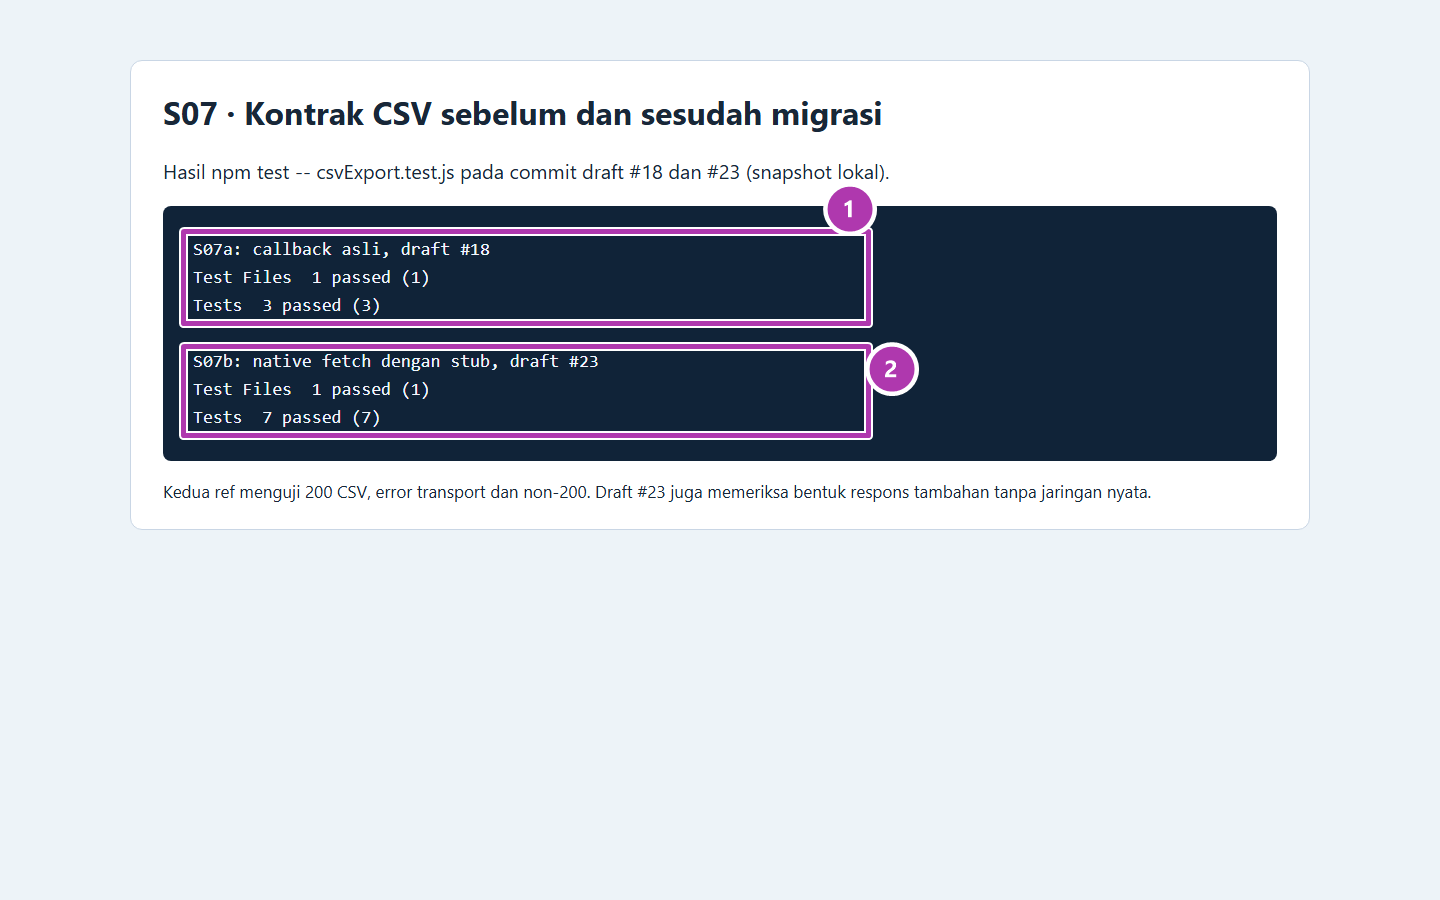 S07 · Kontrak CSV sebelum dan sesudah migrasi
Hasil npm test -- csvExport.test.js pada commit draft #18 dan #23 (snapshot lokal).
1
S07a: callback asli, draft #18
Test Files  1 passed (1)
Tests  3 passed (3)
2
S07b: native fetch dengan stub, draft #23
Test Files  1 passed (1)
Tests  7 passed (7)
Kedua ref menguji 200 CSV, error transport dan non-200. Draft #23 juga memeriksa bentuk respons tambahan tanpa jaringan nyata.